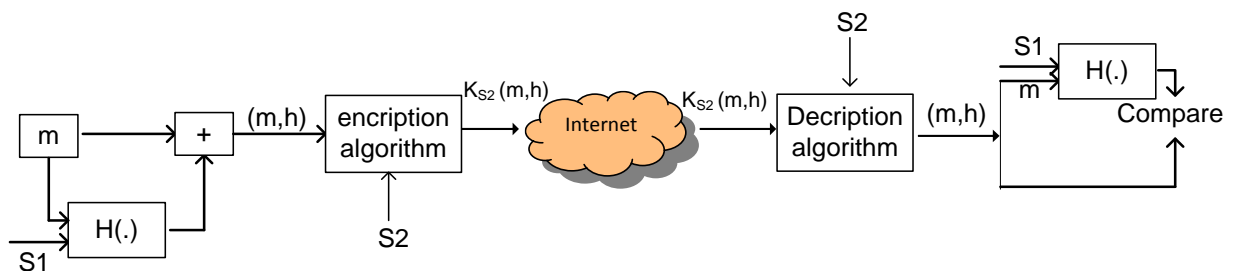 m
H(.)
S1
+
(m,h)
encription
algorithm
S2
K_S2 (m,h)
Internet
K_S2 (m,h)
S2
Decription
algorithm
(m,h)
S1
m
H(.)
Compare